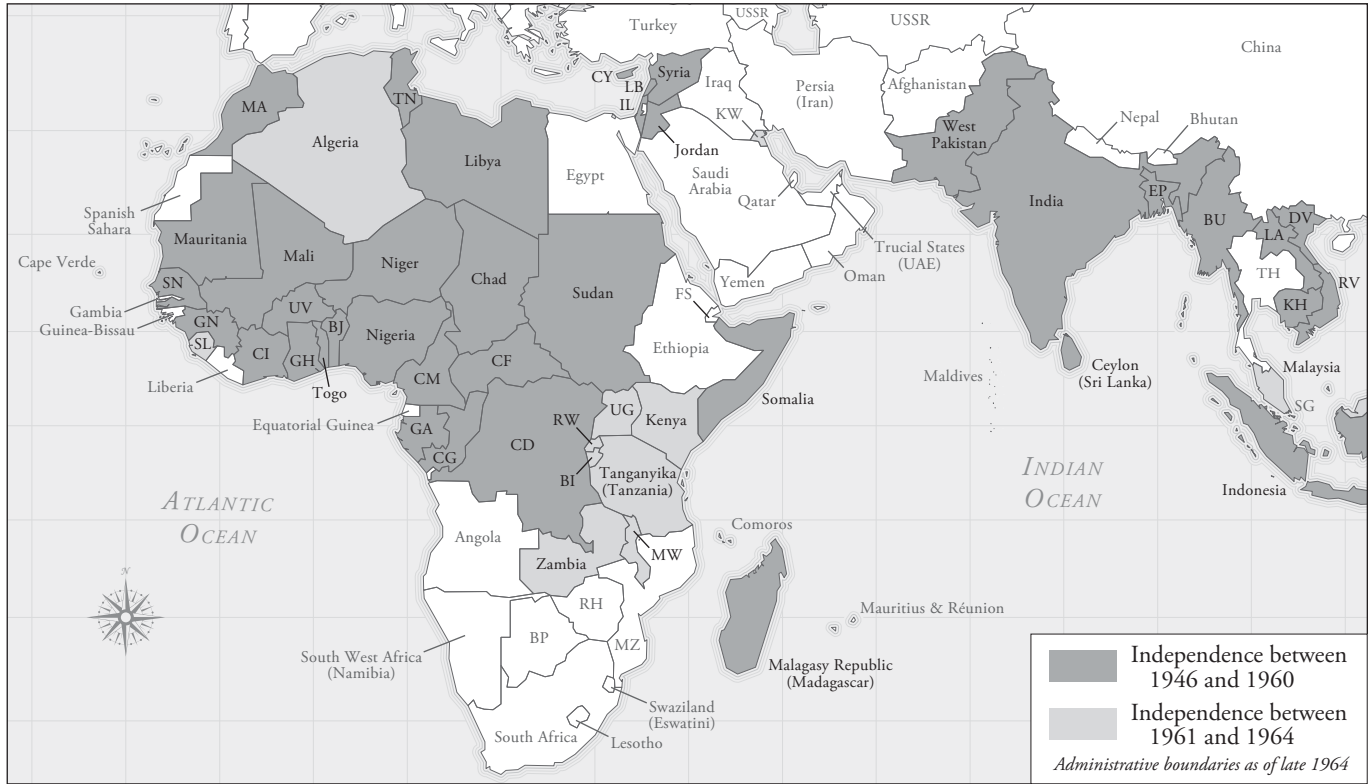 USSR
USSR
Turkey
China
CY
Syria
LB
Iraq
IL
Persia
(Iran)
Afghanistan
MA
TN
KW
Nepal
Bhutan
Algeria
West
Pakistan
Libya
Jordan
Egypt
Saudi
Arabia
Qatar
EP
India
Spanish
Sahara
BU
DV
LA
Mauritania
Trucial States
(UAE)
Mali
Niger
Cape Verde
Oman
TH
Chad
SN
Yemen
RV
Sudan
FS
Gambia
UV
KH
Guinea-Bissau
GN
BJ
Nigeria
SL
CI
GH
Ethiopia
CF
Ceylon
(Sri Lanka)
Malaysia
Liberia
CM
Maldives
Togo
Somalia
SG
UG
Kenya
RW
Equatorial Guinea
GA
CD
CG
Tanganyika
(Tanzania)
BI
INDIAN
OCEAN
Indonesia
ATLANTIC
OCEAN
Comoros
Angola
MW
Zambia
N
RH
Mauritius & Réunion
BP
MZ
South West Africa
(Namibia)
Malagasy Republic
(Madagascar)
Swaziland
(Eswatini)
South Africa
Lesotho
Independence between
1946 and 1960
Independence between
1961 and 1964
Administrative boundaries as of late 1964